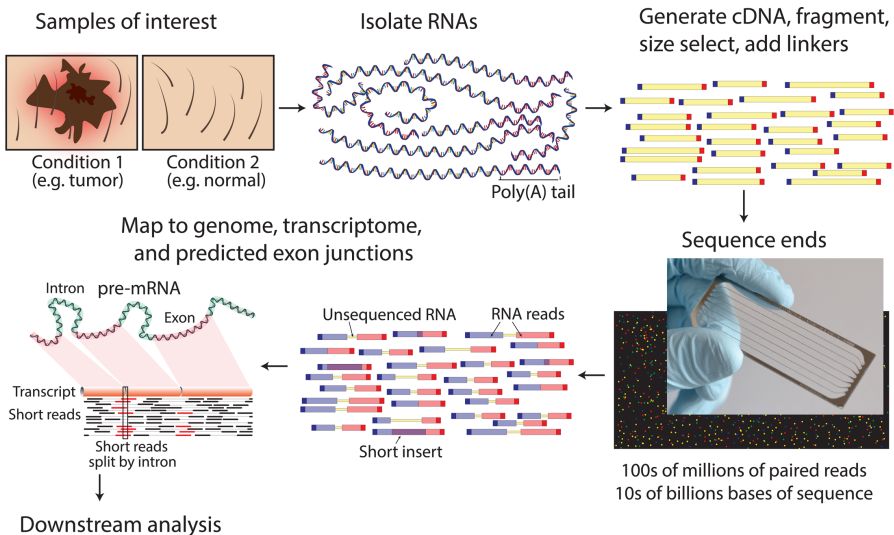 Samples of interest
Condition 1
(e.g. tumor)
Condition 2
(e.g. normal)
Isolate RNAs
Poly(A) tail
Generate cDNA, fragment,
size select, add linkers
Sequence ends
100s of millions of paired reads
10s of billions bases of sequence
Unsequenced RNA
RNA reads
Short insert
Map to genome, transcriptome,
and predicted exon junctions
Intron
pre-mRNA
Exon
Transcript
Short reads
Short reads
split by intron
Downstream analysis